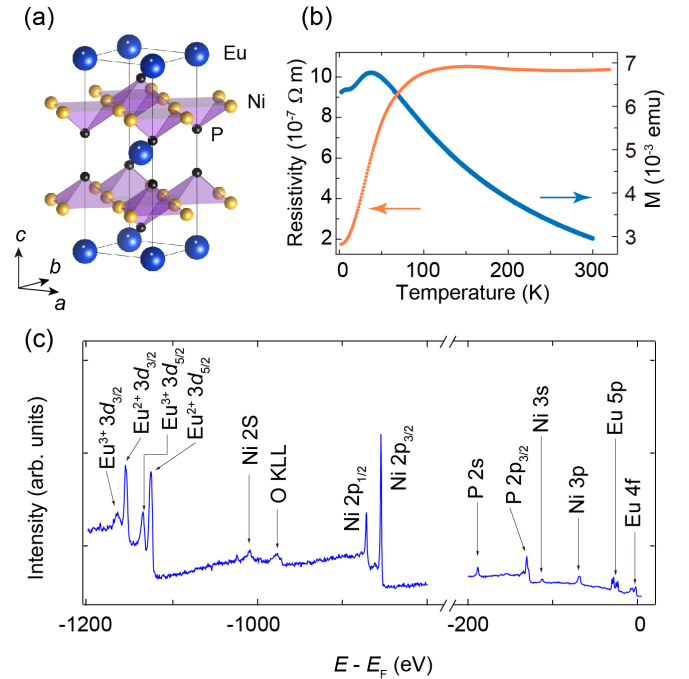 (a)
Eu
Ni
P
c
b
a
(b)
Resistivity (10⁻⁷ Ω m)
10
8
6
4
2
7
6
5
4
3
M (10⁻³ emu)
0
100
200
300
Temperature (K)
(c)
Intensity (arb. units)
Eu³⁺ 3d₃/₂
Eu²⁺ 3d₃/₂
Eu³⁺ 3d₅/₂
Eu²⁺ 3d₅/₂
Ni 2S
O KLL
Ni 2p₁/₂
Ni 2p₃/₂
P 2s
P 2p₃/₂
Ni 3s
Ni 3p
Eu 5p
Eu 4f
-1200
-1000
-200
0
E - E_F (eV)